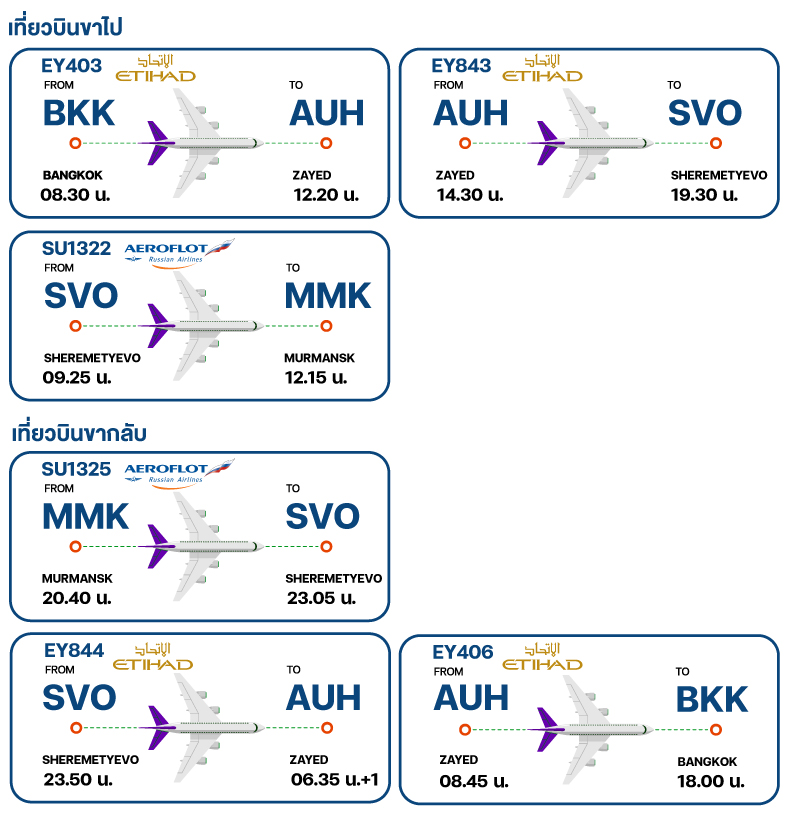 เที่ยวบินขาไป
EY403
الإتحاد
ETIHAD
FROM
TO
BKK
AUH
BANGKOK
ZAYED
08.30 น.
12.20 น.
EY843
الإتحاد
ETIHAD
FROM
TO
AUH
SVO
ZAYED
SHEREMETYEVO
14.30 น.
19.30 น.
SU1322
AEROFLOT
Russian Airlines
FROM
TO
SVO
MMK
SHEREMETYEVO
MURMANSK
09.25 น.
12.15 น.
เที่ยวบินขากลับ
SU1325
AEROFLOT
Russian Airlines
FROM
TO
MMK
SVO
MURMANSK
SHEREMETYEVO
20.40 น.
23.05 น.
EY844
الإتحاد
ETIHAD
FROM
TO
SVO
AUH
SHEREMETYEVO
ZAYED
23.50 น.
06.35 น.+1
EY406
الإتحاد
ETIHAD
FROM
TO
AUH
BKK
ZAYED
BANGKOK
08.45 น.
18.00 น.